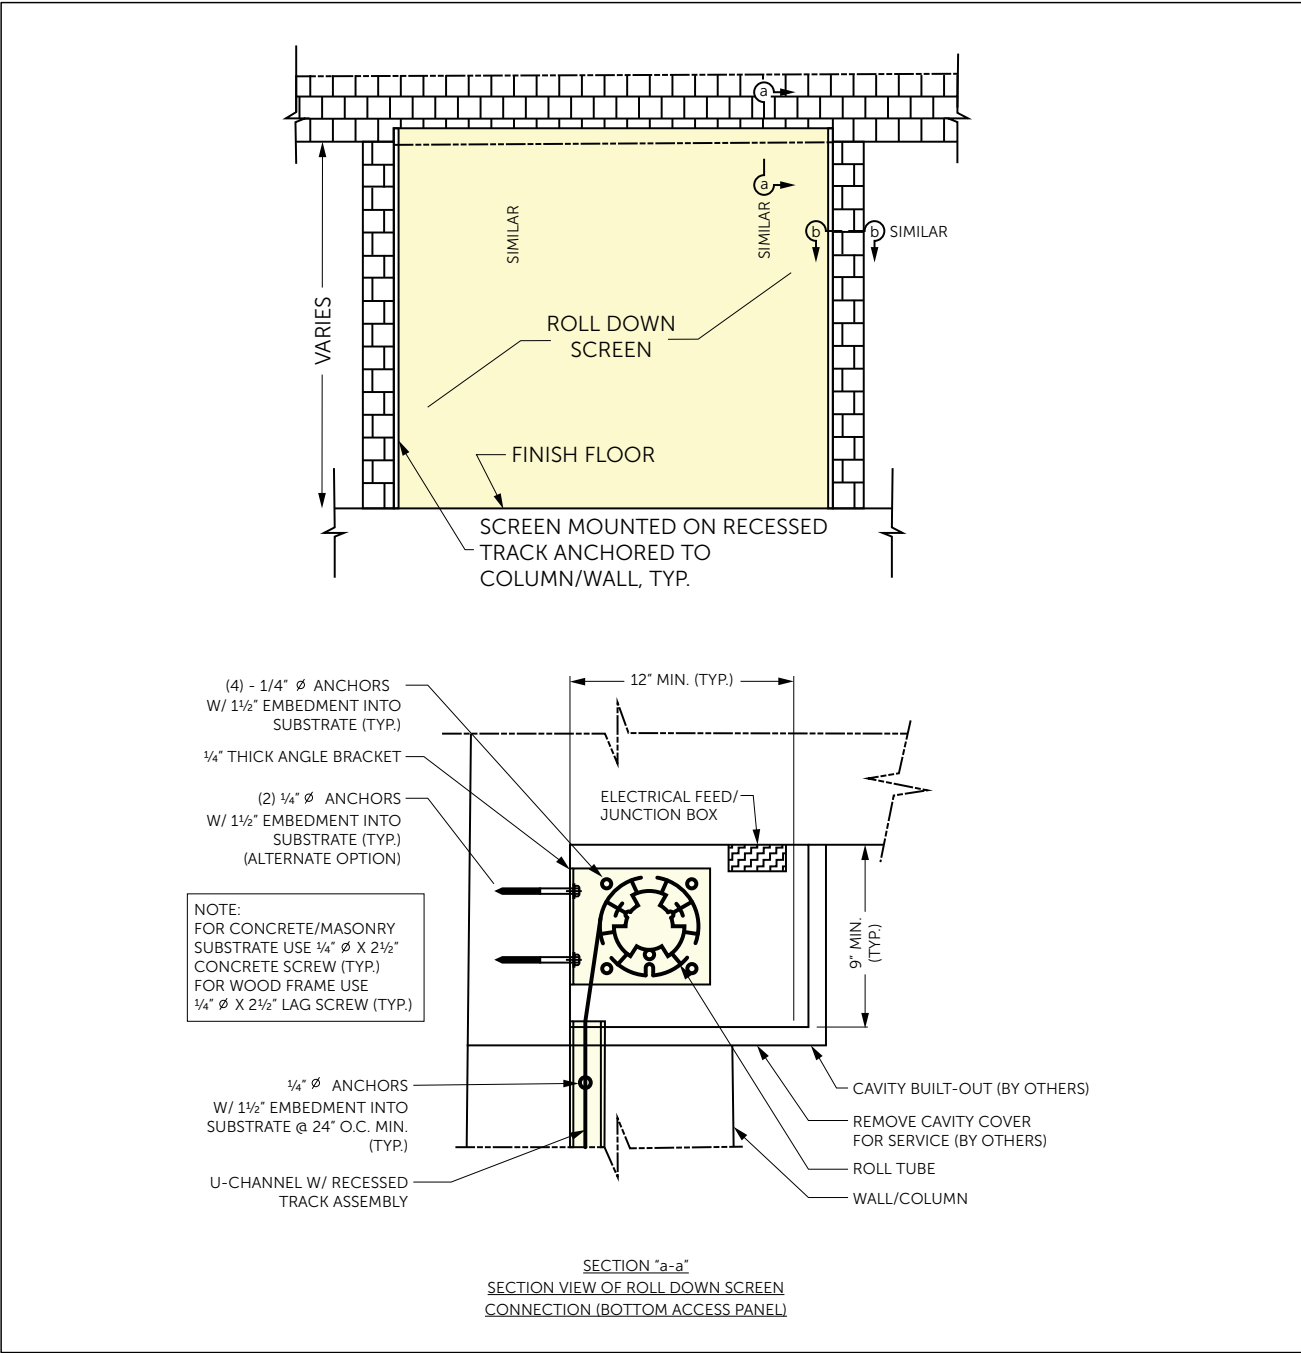 a
a
SIMILAR
SIMILAR
b
b SIMILAR
VARIES
ROLL DOWN
SCREEN
FINISH FLOOR
SCREEN MOUNTED ON RECESSED
TRACK ANCHORED TO
COLUMN/WALL, TYP.
(4) - 1/4" Ø ANCHORS
W/ 1½" EMBEDMENT INTO
SUBSTRATE (TYP.)
¼" THICK ANGLE BRACKET
(2) ¼" Ø ANCHORS
W/ 1½" EMBEDMENT INTO
SUBSTRATE (TYP.)
(ALTERNATE OPTION)
NOTE:
FOR CONCRETE/MASONRY
SUBSTRATE USE ¼" Ø X 2½"
CONCRETE SCREW (TYP.)
FOR WOOD FRAME USE
¼" Ø X 2½" LAG SCREW (TYP.)
¼" Ø ANCHORS
W/ 1½" EMBEDMENT INTO
SUBSTRATE @ 24" O.C. MIN.
(TYP.)
U-CHANNEL W/ RECESSED
TRACK ASSEMBLY
12" MIN. (TYP.)
ELECTRICAL FEED/
JUNCTION BOX
9" MIN.
(TYP.)
CAVITY BUILT-OUT (BY OTHERS)
REMOVE CAVITY COVER
FOR SERVICE (BY OTHERS)
ROLL TUBE
WALL/COLUMN
SECTION "a-a"
SECTION VIEW OF ROLL DOWN SCREEN
CONNECTION (BOTTOM ACCESS PANEL)